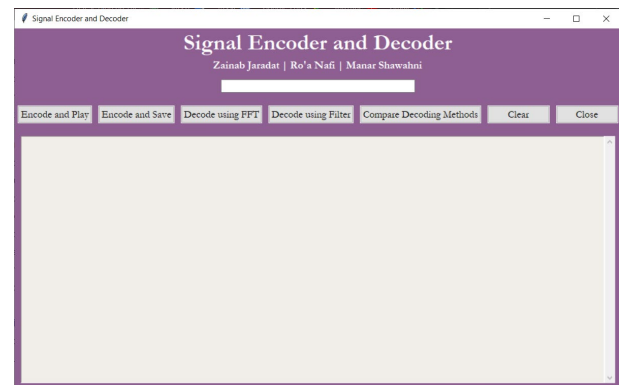 Signal Encoder and Decoder
Signal Encoder and Decoder
Zainab Jaradat | Ro'a Nafi | Manar Shawahni
Encode and Play Encode and Save Decode using FFT Decode using Filter Compare Decoding Methods Clear Close